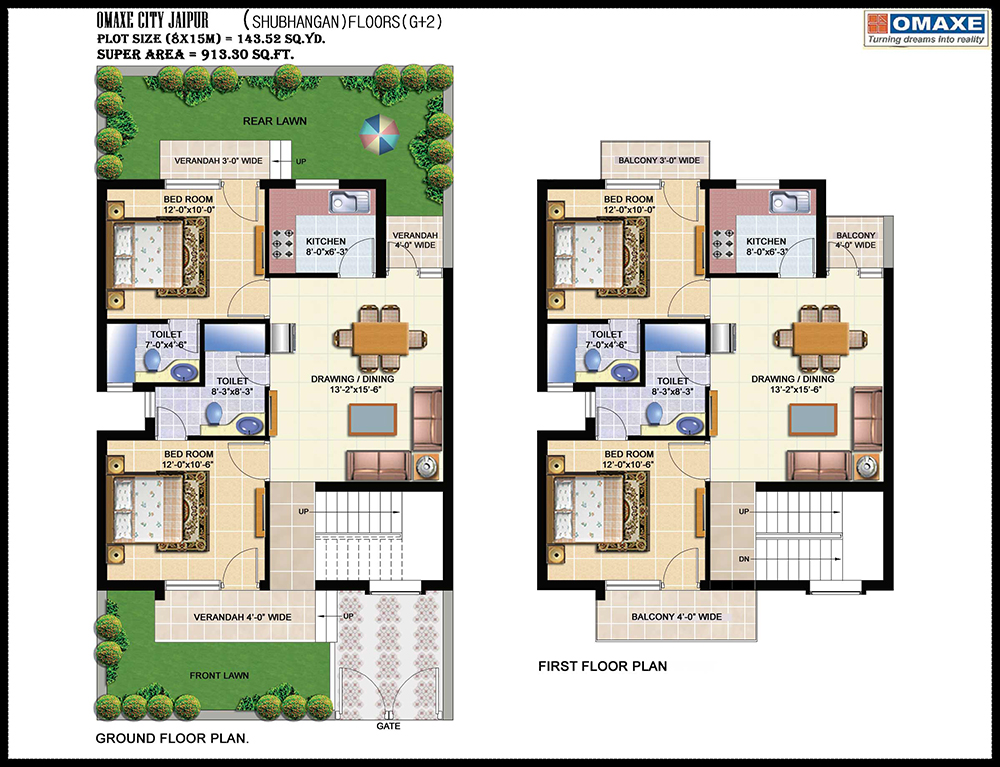 OMAXE CITY JAIPUR (SHUBHANGAN)FLOORS(G+2)
PLOT SIZE (8X15M) = 143.52 SQ.YD.
SUPER AREA = 913.30 SQ.FT.
OMAXE
Turning dreams into reality
REAR LAWN
VERANDAH 3'-0" WIDE
UP
BED ROOM
12'-0"x10'-0"
KITCHEN
8'-0"x6'-3"
VERANDAH
4'-0" WIDE
TOILET
7'-0"x4'-6"
TOILET
8'-3"x8'-3"
DRAWING / DINING
13'-2"x15'-6"
BED ROOM
12'-0"x10'-6"
UP
VERANDAH 4'-0" WIDE
UP
FRONT LAWN
GATE
GROUND FLOOR PLAN.
BALCONY 3'-0" WIDE
BED ROOM
12'-0"x10'-0"
KITCHEN
8'-0"x6'-3"
BALCONY
4'-0" WIDE
TOILET
7'-0"x4'-6"
TOILET
8'-3"x8'-3"
DRAWING / DINING
13'-2"x15'-6"
BED ROOM
12'-0"x10'-6"
UP
DN
BALCONY 4'-0" WIDE
FIRST FLOOR PLAN